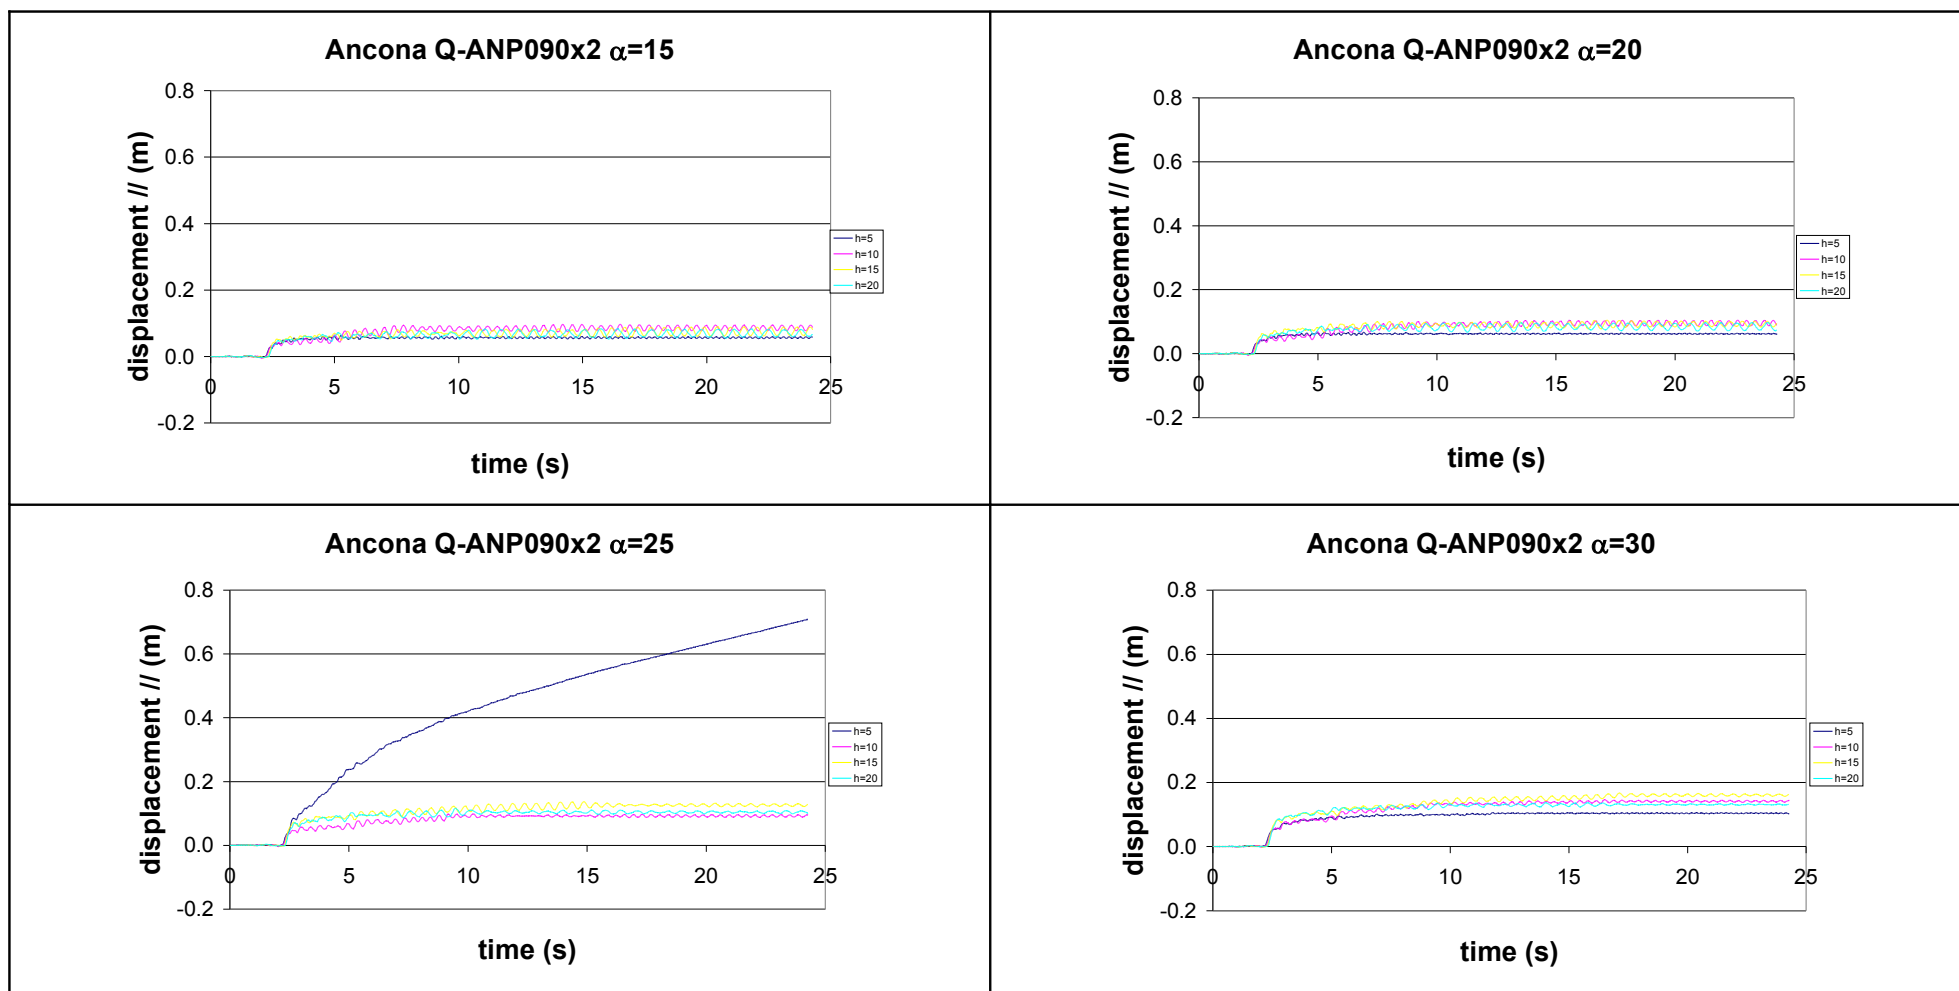 Ancona Q-ANP090x2 α=15
0.8
0.6
0.4
0.2
0.0
-0.2
0 5 10 15 20 25
displacement // (m)
time (s)
h=5
h=10
h=15
h=20
Ancona Q-ANP090x2 α=20
0.8
0.6
0.4
0.2
0.0
-0.2
0 5 10 15 20 25
displacement // (m)
time (s)
h=5
h=10
h=15
h=20
Ancona Q-ANP090x2 α=25
0.8
0.6
0.4
0.2
0.0
-0.2
0 5 10 15 20 25
displacement // (m)
time (s)
h=5
h=10
h=15
h=20
Ancona Q-ANP090x2 α=30
0.8
0.6
0.4
0.2
0.0
-0.2
0 5 10 15 20 25
displacement // (m)
time (s)
h=5
h=10
h=15
h=20